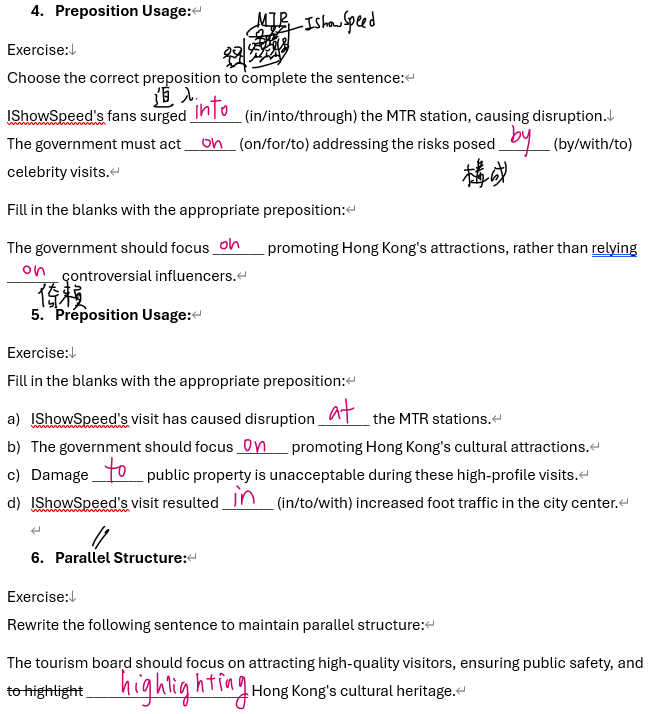 4. Preposition Usage:
MTR IShowSpeed
Exercise:
Choose the correct preposition to complete the sentence:
迫入
IShowSpeed's fans surged into (in/into/through) the MTR station, causing disruption.
The government must act on (on/for/to) addressing the risks posed by (by/with/to)
celebrity visits.
構成
Fill in the blanks with the appropriate preposition:
The government should focus on promoting Hong Kong's attractions, rather than relying
on controversial influencers.
倚賴
5. Preposition Usage:
Exercise:
Fill in the blanks with the appropriate preposition:
a) IShowSpeed's visit has caused disruption at the MTR stations.
b) The government should focus on promoting Hong Kong's cultural attractions.
c) Damage to public property is unacceptable during these high-profile visits.
d) IShowSpeed's visit resulted in (in/to/with) increased foot traffic in the city center.
//
6. Parallel Structure:
Exercise:
Rewrite the following sentence to maintain parallel structure:
The tourism board should focus on attracting high-quality visitors, ensuring public safety, and
to highlight highlighting Hong Kong's cultural heritage.